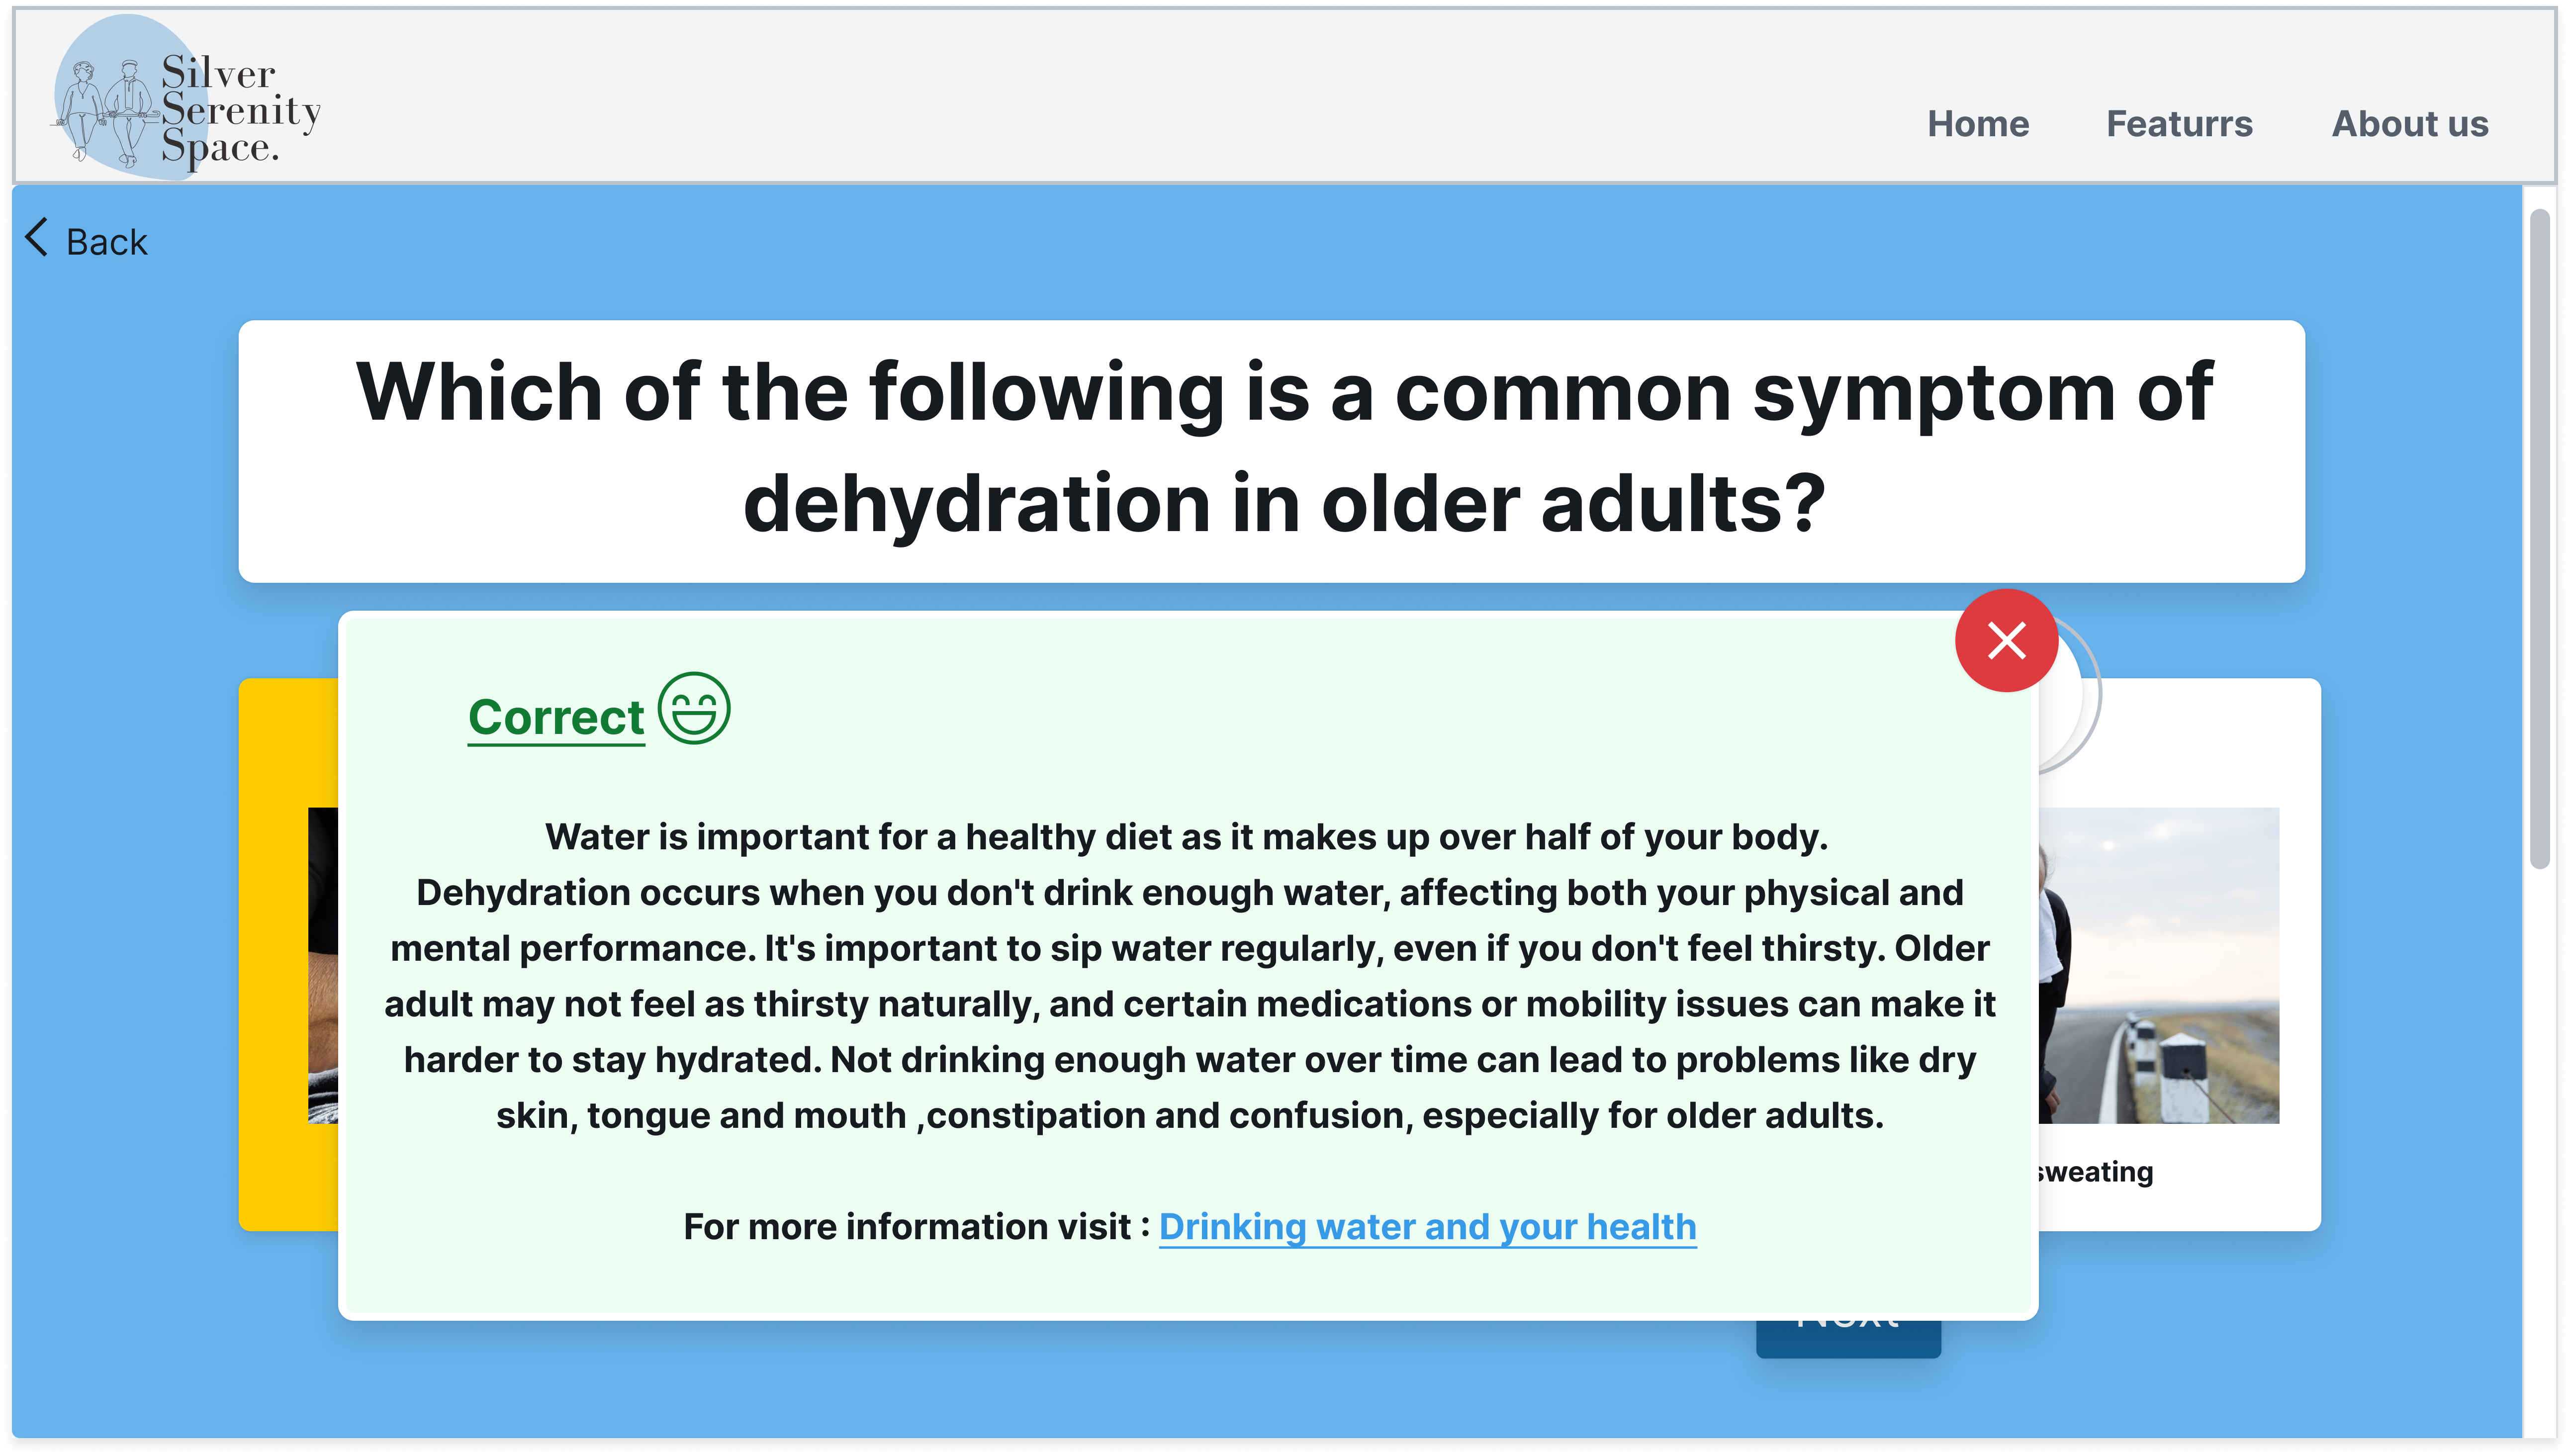 Silver
Serenity
Space.
Home Featurrs About us
Back
Which of the following is a common symptom of
dehydration in older adults?
Correct
Water is important for a healthy diet as it makes up over half of your body.
Dehydration occurs when you don't drink enough water, affecting both your physical and
mental performance. It's important to sip water regularly, even if you don't feel thirsty. Older
adult may not feel as thirsty naturally, and certain medications or mobility issues can make it
harder to stay hydrated. Not drinking enough water over time can lead to problems like dry
skin, tongue and mouth ,constipation and confusion, especially for older adults.
sweating
For more information visit : Drinking water and your health
Next